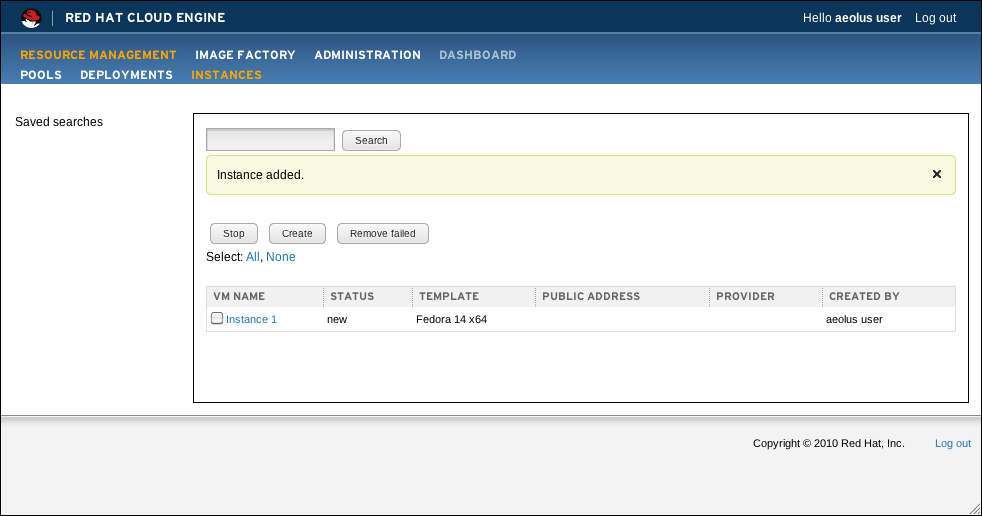 RED HAT CLOUD ENGINE Hello aeolus user Log out
RESOURCE MANAGEMENT IMAGE FACTORY ADMINISTRATION DASHBOARD
POOLS DEPLOYMENTS INSTANCES
Saved searches
Search
Instance added.
Stop Create Remove failed
Select: All, None
VM NAME STATUS TEMPLATE PUBLIC ADDRESS PROVIDER CREATED BY
Instance 1 new Fedora 14 x64 aeolus user
Copyright © 2010 Red Hat, Inc. Log out